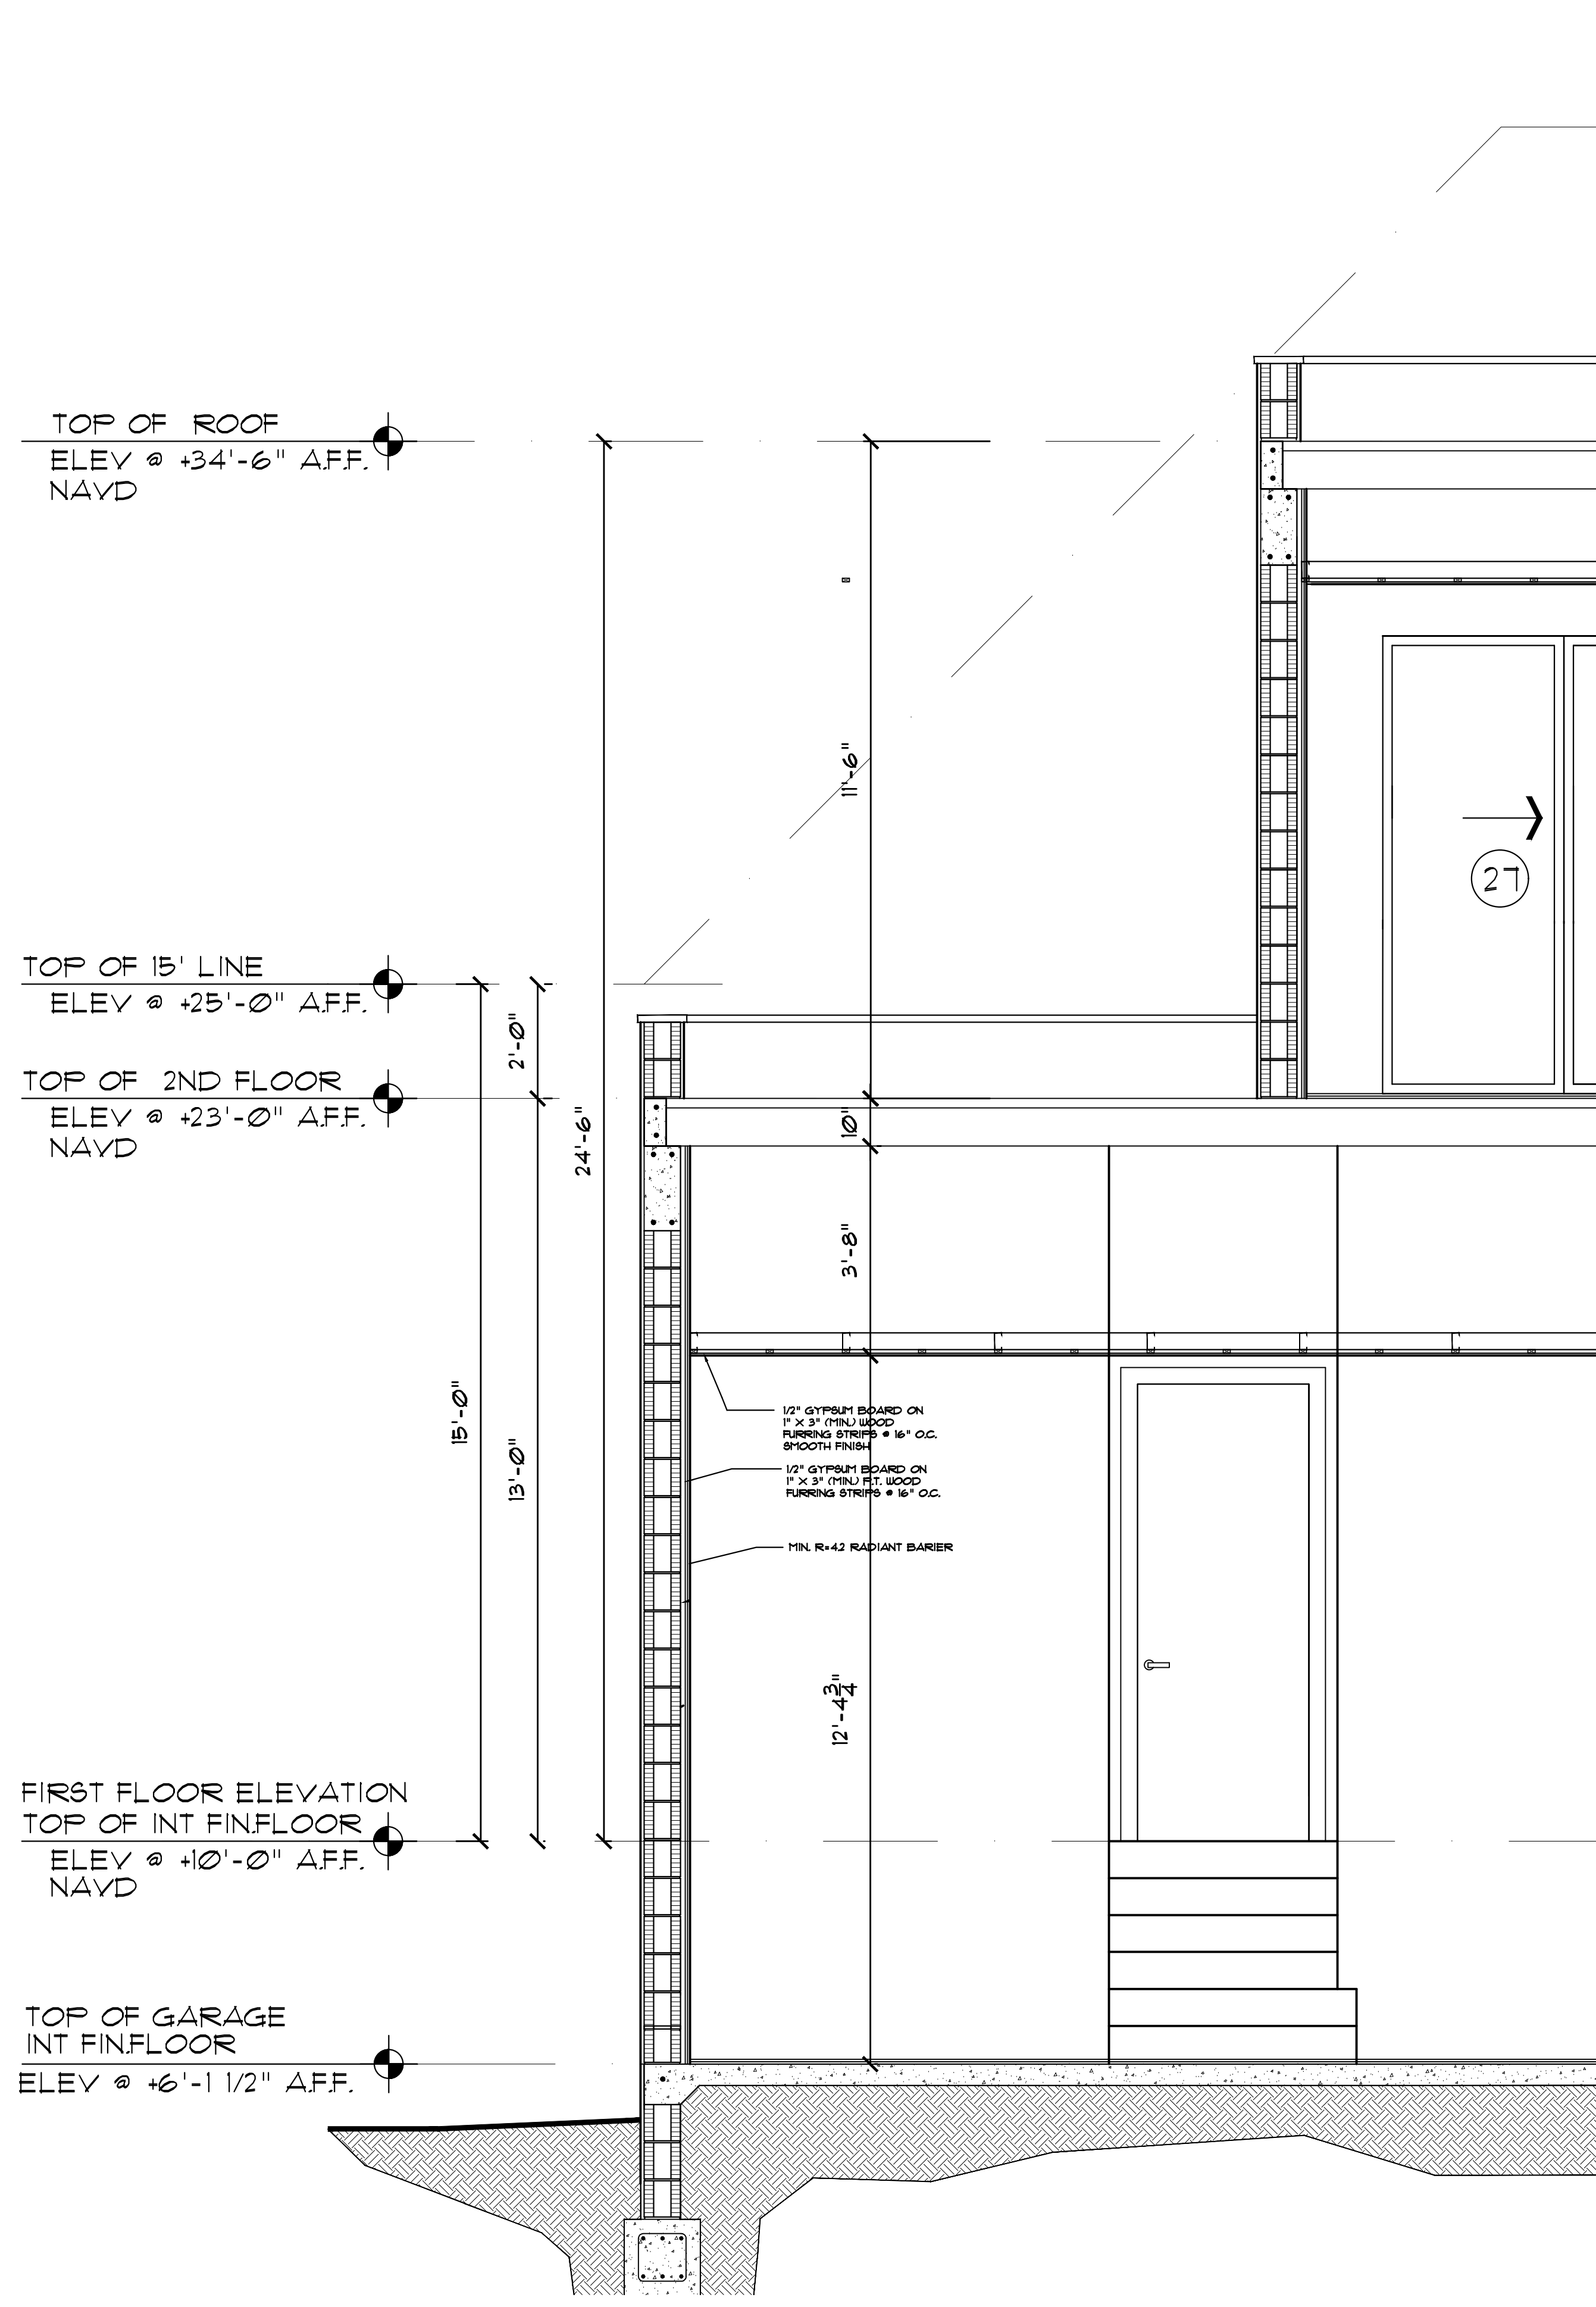 TOP OF ROOF
ELEV @ +34'-6" A.F.F.
NAVD
11'-6"
27
TOP OF 15' LINE
ELEV @ +25'-0" A.F.F.
2'-0"
TOP OF 2ND FLOOR
ELEV @ +23'-0" A.F.F.
NAVD
24'-6"
10"
3'-8"
15'-0"
13'-0"
1/2" GYPSUM BOARD ON
1" X 3" (MIN.) WOOD
FURRING STRIPS @ 16" O.C.
SMOOTH FINISH
1/2" GYPSUM BOARD ON
1" X 3" (MIN.) P.T. WOOD
FURRING STRIPS @ 16" O.C.
MIN. R=4.2 RADIANT BARIER
12'-4 3/4"
FIRST FLOOR ELEVATION
TOP OF INT FIN.FLOOR
ELEV @ +10'-0" A.F.F.
NAVD
TOP OF GARAGE
INT FIN.FLOOR
ELEV @ +6'-1 1/2" A.F.F.